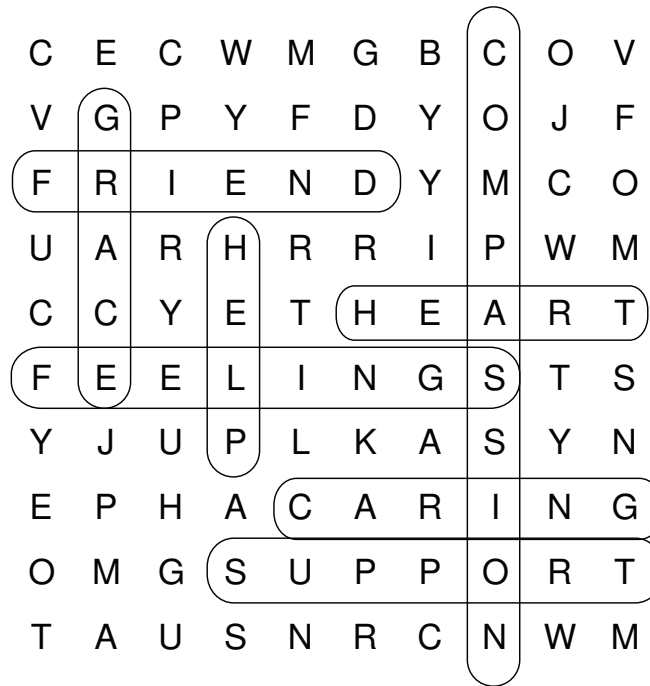 C E C W M G B C O V
V G P Y F D Y O J F
F R I E N D Y M C O
U A R H R R I P W M
C C Y E T H E A R T
F E E L I N G S T S
Y J U P L K A S Y N
E P H A C A R I N G
O M G S U P P O R T
T A U S N R C N W M